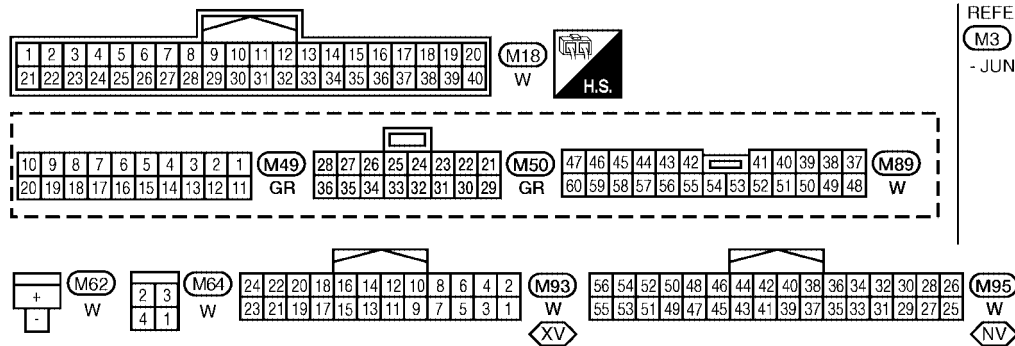 REFE
1 2 3 4 5 6 7 8 9 10 11 12 13 14 15 16 17 18 19 20
21 22 23 24 25 26 27 28 29 30 31 32 33 34 35 36 37 38 39 40
M18
W
H.S.
M3
- JUN
10 9 8 7 6 5 4 3 2 1
20 19 18 17 16 15 14 13 12 11
M49
GR
28 27 26 25 24 23 22 21
36 35 34 33 32 31 30 29
M50
GR
47 46 45 44 43 42 41 40 39 38 37
60 59 58 57 56 55 54 53 52 51 50 49 48
M89
W
+
-
M62
W
2 3
4 1
M64
W
24 22 20 18 16 14 12 10 8 6 4 2
23 21 19 17 15 13 11 9 7 5 3 1
M93
W
XV
56 54 52 50 48 46 44 42 40 38 36 34 32 30 28 26
55 53 51 49 47 45 43 41 39 37 35 33 31 29 27 25
M95
W
NV